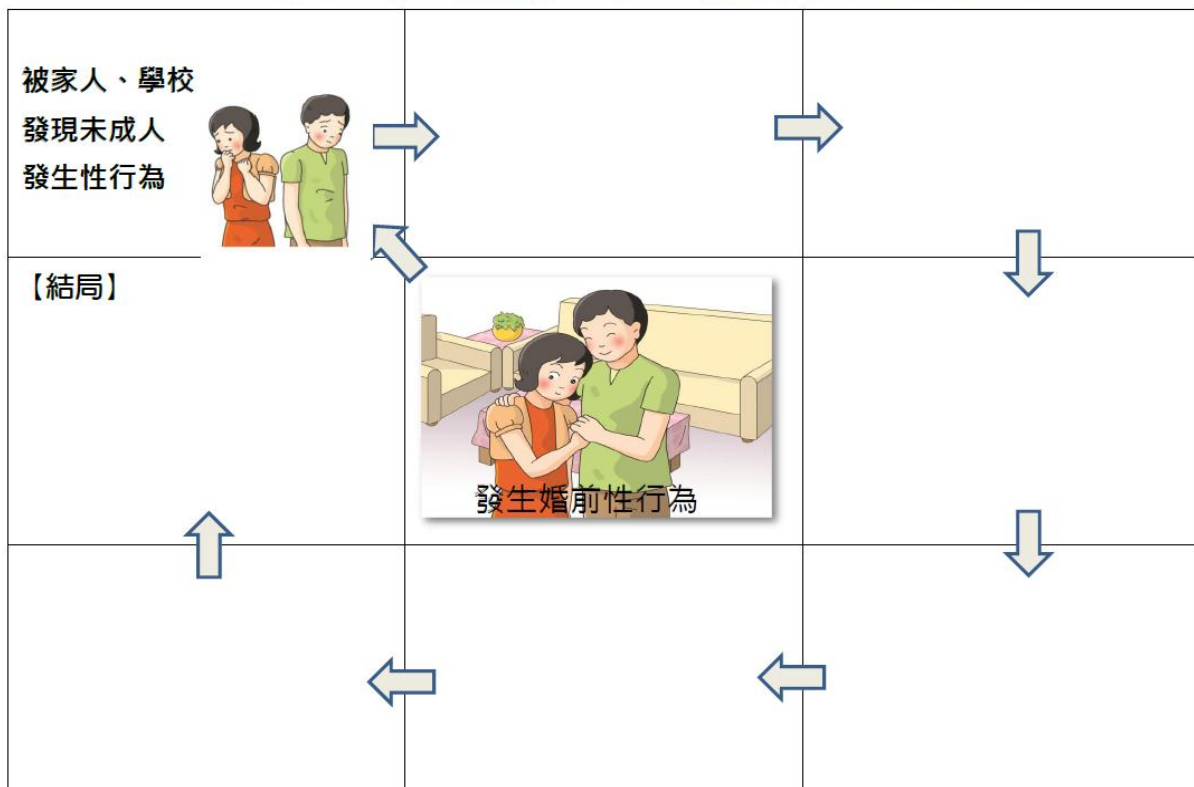 被家人、學校
發現未成人
發生性行為
【結局】
發生婚前性行為